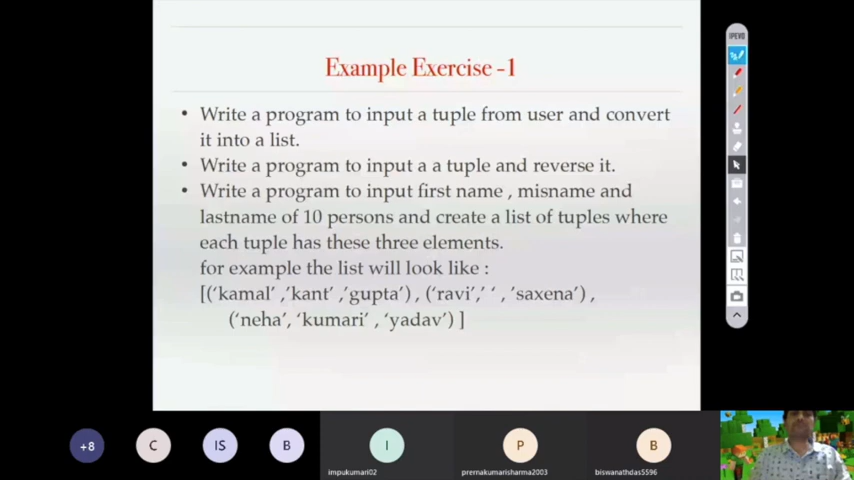 Example Exercise -1
• Write a program to input a tuple from user and convert
it into a list.
• Write a program to input a a tuple and reverse it.
• Write a program to input first name , misname and
lastname of 10 persons and create a list of tuples where
each tuple has these three elements.
for example the list will look like :
[(‘kamal’ ,’kant’ ,’gupta’) , (‘ravi’,’ ‘ , ’saxena’) ,
(‘neha’, ‘kumari’ , ‘yadav’) ]
IPEVO
+8
C
IS
B
I
P
B
impukumari02
prernakumarisharma2003
biswanathdas5596